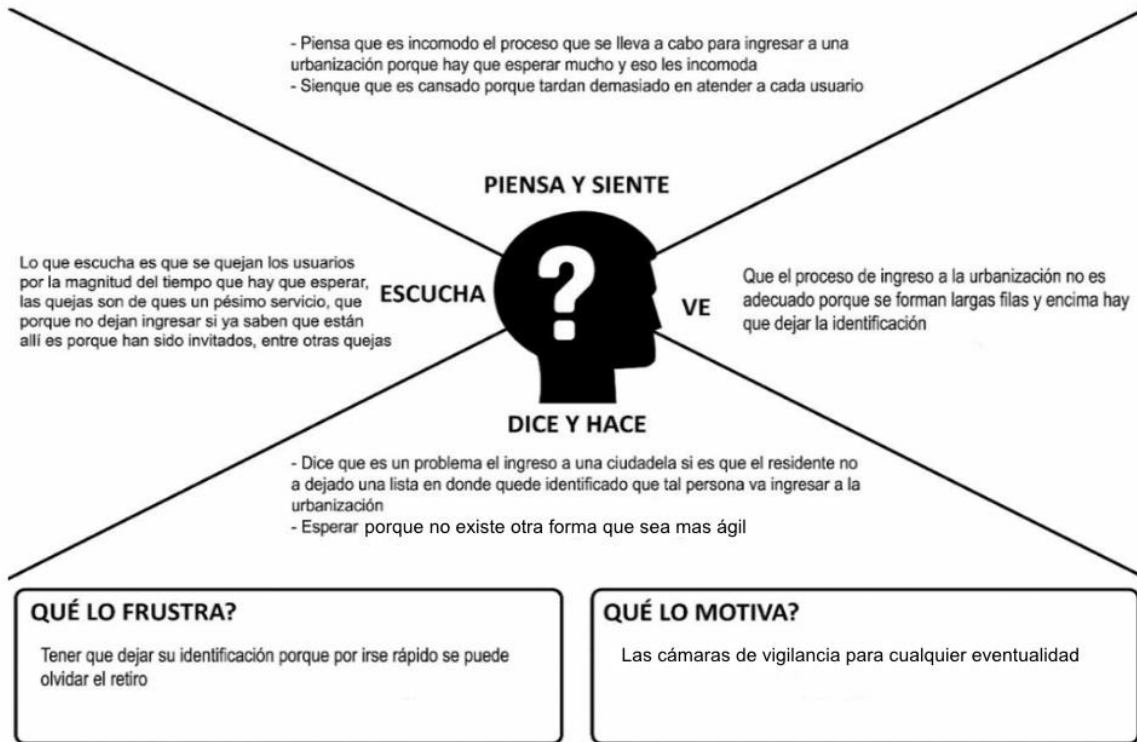 - Piensa que es incomodo el proceso que se lleva a cabo para ingresar a una
urbanización porque hay que esperar mucho y eso les incomoda
- Sienque que es cansado porque tardan demasiado en atender a cada usuario
PIENSA Y SIENTE
Lo que escucha es que se quejan los usuarios
por la magnitud del tiempo que hay que esperar,
las quejas son de ques un pésimo servicio, que
porque no dejan ingresar si ya saben que están
allí es porque han sido invitados, entre otras quejas
ESCUCHA
?
VE
Que el proceso de ingreso a la urbanización no es
adecuado porque se forman largas filas y encima hay
que dejar la identificación
DICE Y HACE
- Dice que es un problema el ingreso a una ciudadela si es que el residente no
a dejado una lista en donde quede identificado que tal persona va ingresar a la
urbanización
- Esperar porque no existe otra forma que sea mas ágil
QUÉ LO FRUSTRA?
Tener que dejar su identificación porque por irse rápido se puede
olvidar el retiro
QUÉ LO MOTIVA?
Las cámaras de vigilancia para cualquier eventualidad